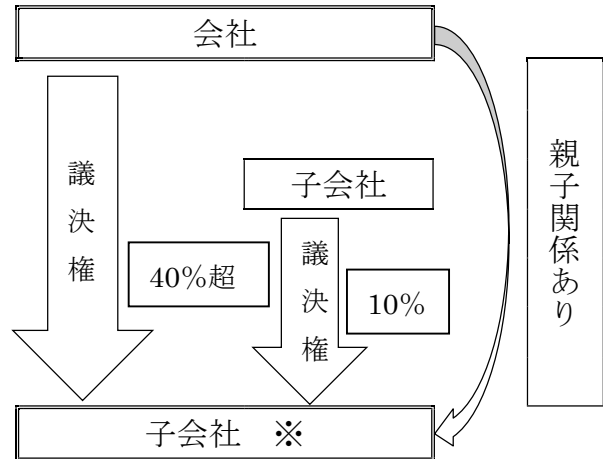 会社
議決権
40%超
子会社
議決権
10%
親子関係あり
子会社　※